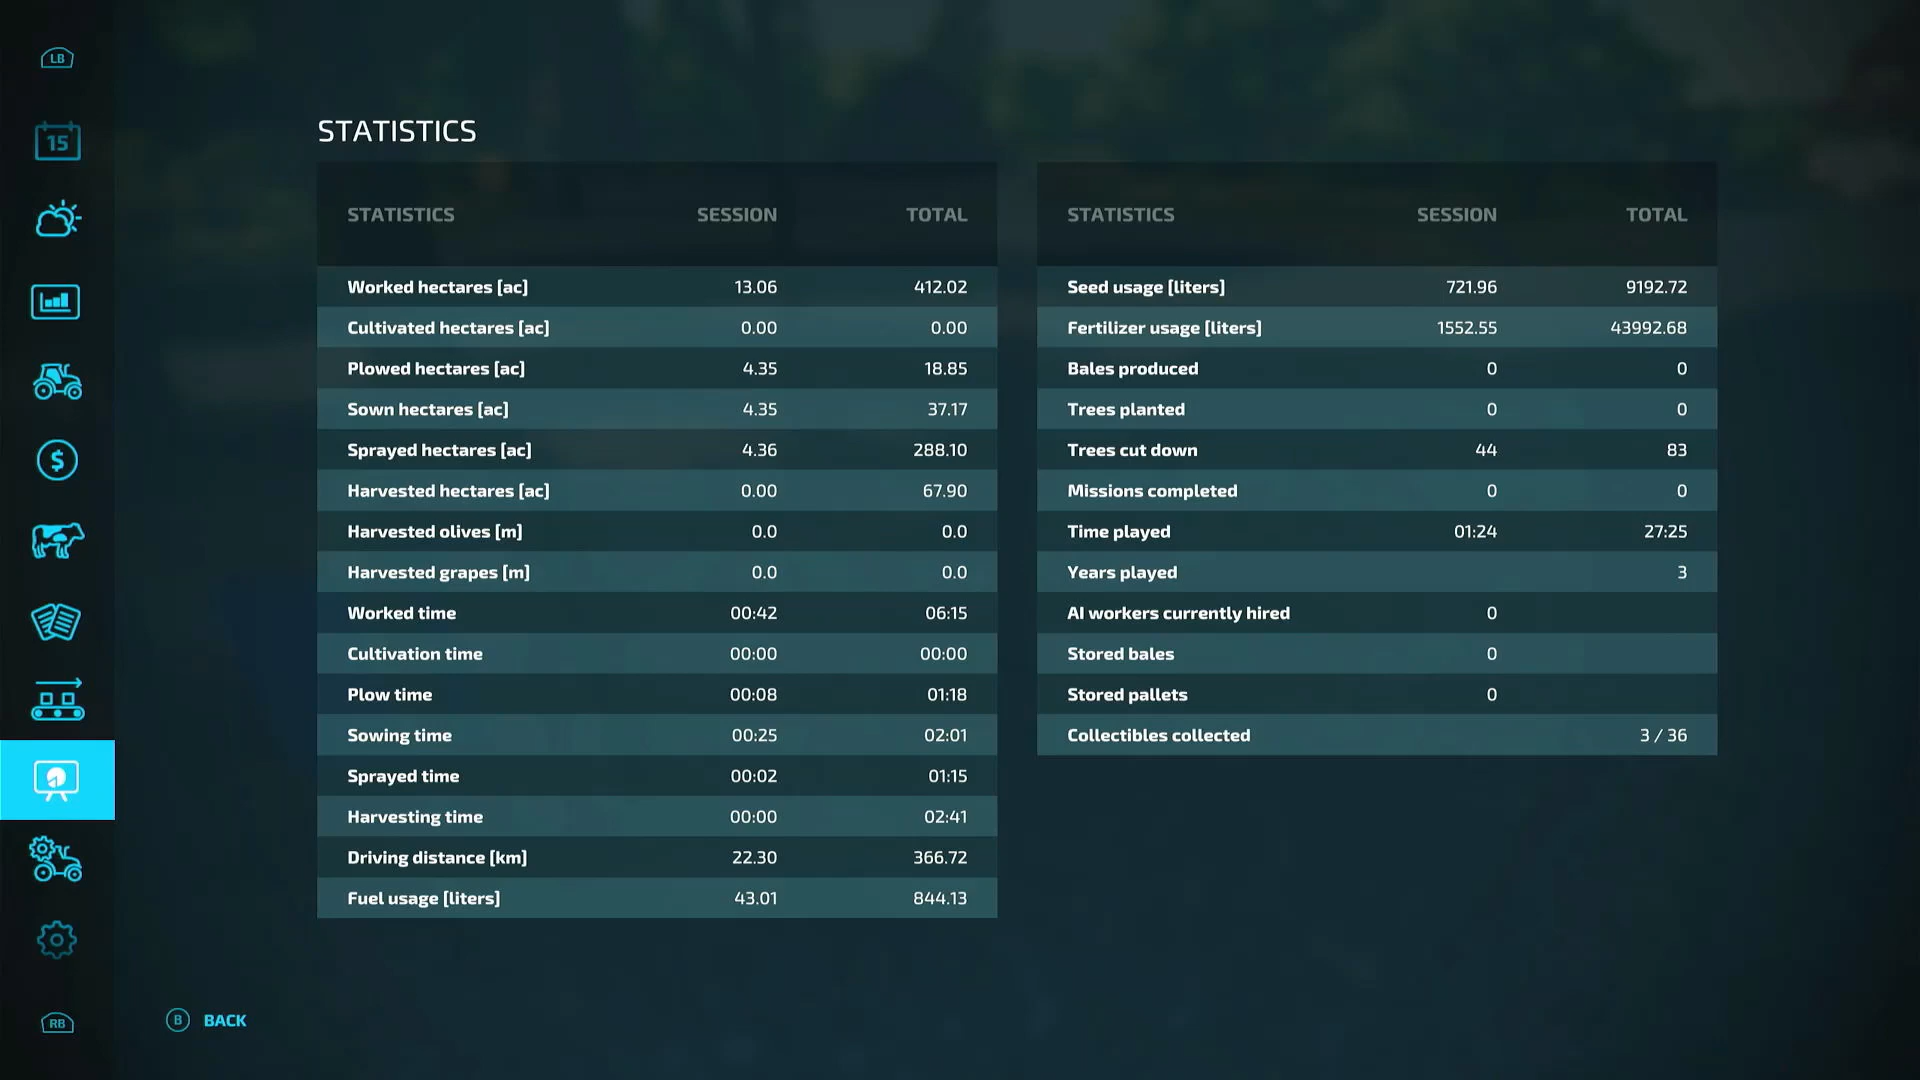 LB
15
STATISTICS
STATISTICS SESSION TOTAL
Worked hectares [ac] 13.06 412.02
Cultivated hectares [ac] 0.00 0.00
Plowed hectares [ac] 4.35 18.85
Sown hectares [ac] 4.35 37.17
Sprayed hectares [ac] 4.36 288.10
Harvested hectares [ac] 0.00 67.90
Harvested olives [m] 0.0 0.0
Harvested grapes [m] 0.0 0.0
Worked time 00:42 06:15
Cultivation time 00:00 00:00
Plow time 00:08 01:18
Sowing time 00:25 02:01
Sprayed time 00:02 01:15
Harvesting time 00:00 02:41
Driving distance [km] 22.30 366.72
Fuel usage [liters] 43.01 844.13
STATISTICS SESSION TOTAL
Seed usage [liters] 721.96 9192.72
Fertilizer usage [liters] 1552.55 43992.68
Bales produced 0 0
Trees planted 0 0
Trees cut down 44 83
Missions completed 0 0
Time played 01:24 27:25
Years played 3
AI workers currently hired 0
Stored bales 0
Stored pallets 0
Collectibles collected 3 / 36
$
RB
B BACK